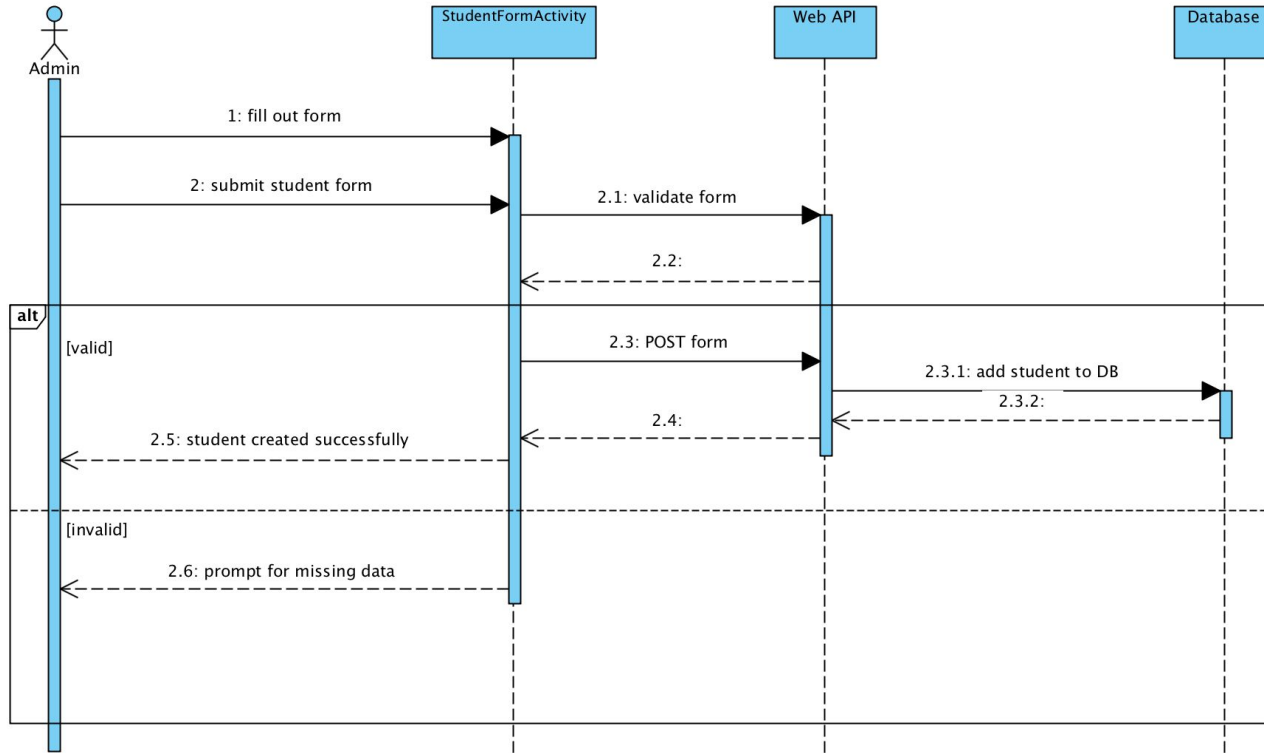 StudentFormActivity
Web API
Database
Admin
1: fill out form
2: submit student form
2.1: validate form
2.2:
alt
[valid]
2.3: POST form
2.3.1: add student to DB
2.3.2:
2.4:
2.5: student created successfully
[invalid]
2.6: prompt for missing data